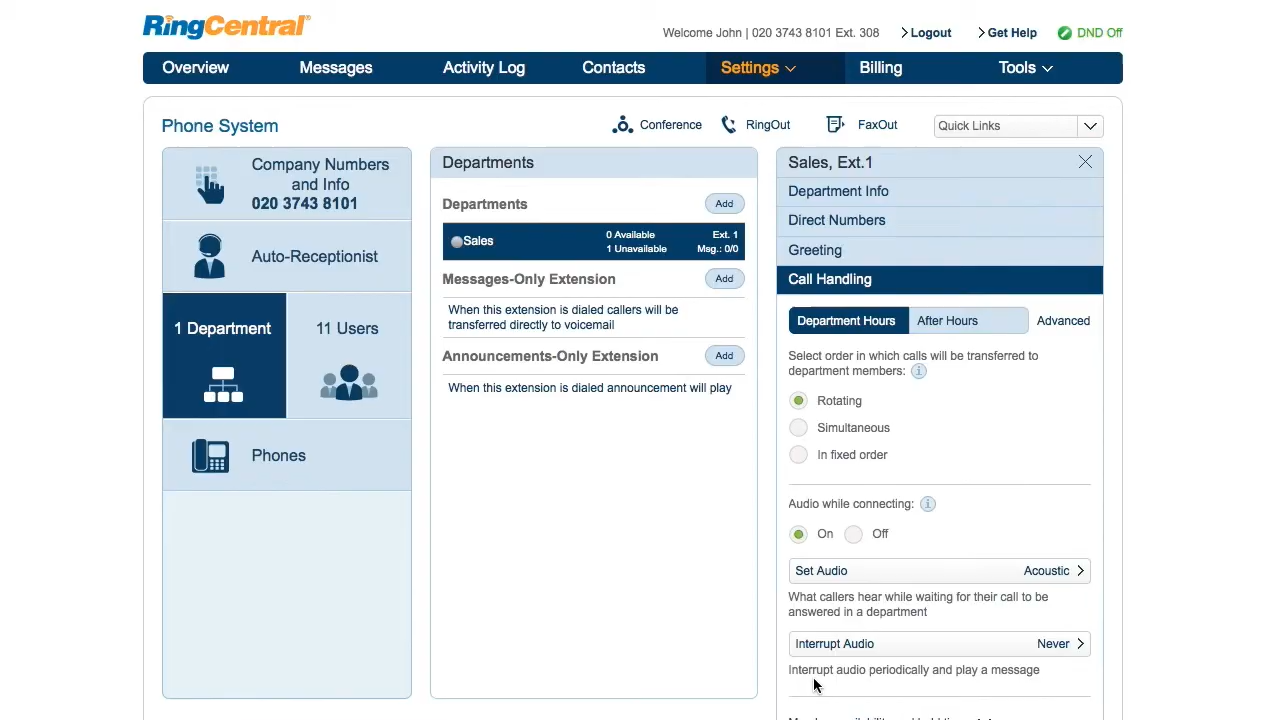 RingCentral
Welcome John | 020 3743 8101 Ext. 308
Logout
Get Help
DND Off
Overview
Messages
Activity Log
Contacts
Settings
Billing
Tools
Phone System
Conference
RingOut
FaxOut
Quick Links
Company Numbers
and Info
020 3743 8101
Auto-Receptionist
1 Department
11 Users
Phones
Departments
Departments
Add
Sales
0 Available
1 Unavailable
Ext. 1
Msg.: 0/0
Messages-Only Extension
Add
When this extension is dialed callers will be
transferred directly to voicemail
Announcements-Only Extension
Add
When this extension is dialed announcement will play
Sales, Ext.1
Department Info
Direct Numbers
Greeting
Call Handling
Department Hours
After Hours
Advanced
Select order in which calls will be transferred to
department members:
Rotating
Simultaneous
In fixed order
Audio while connecting:
On
Off
Set Audio
Acoustic
What callers hear while waiting for their call to be
answered in a department
Interrupt Audio
Never
Interrupt audio periodically and play a message